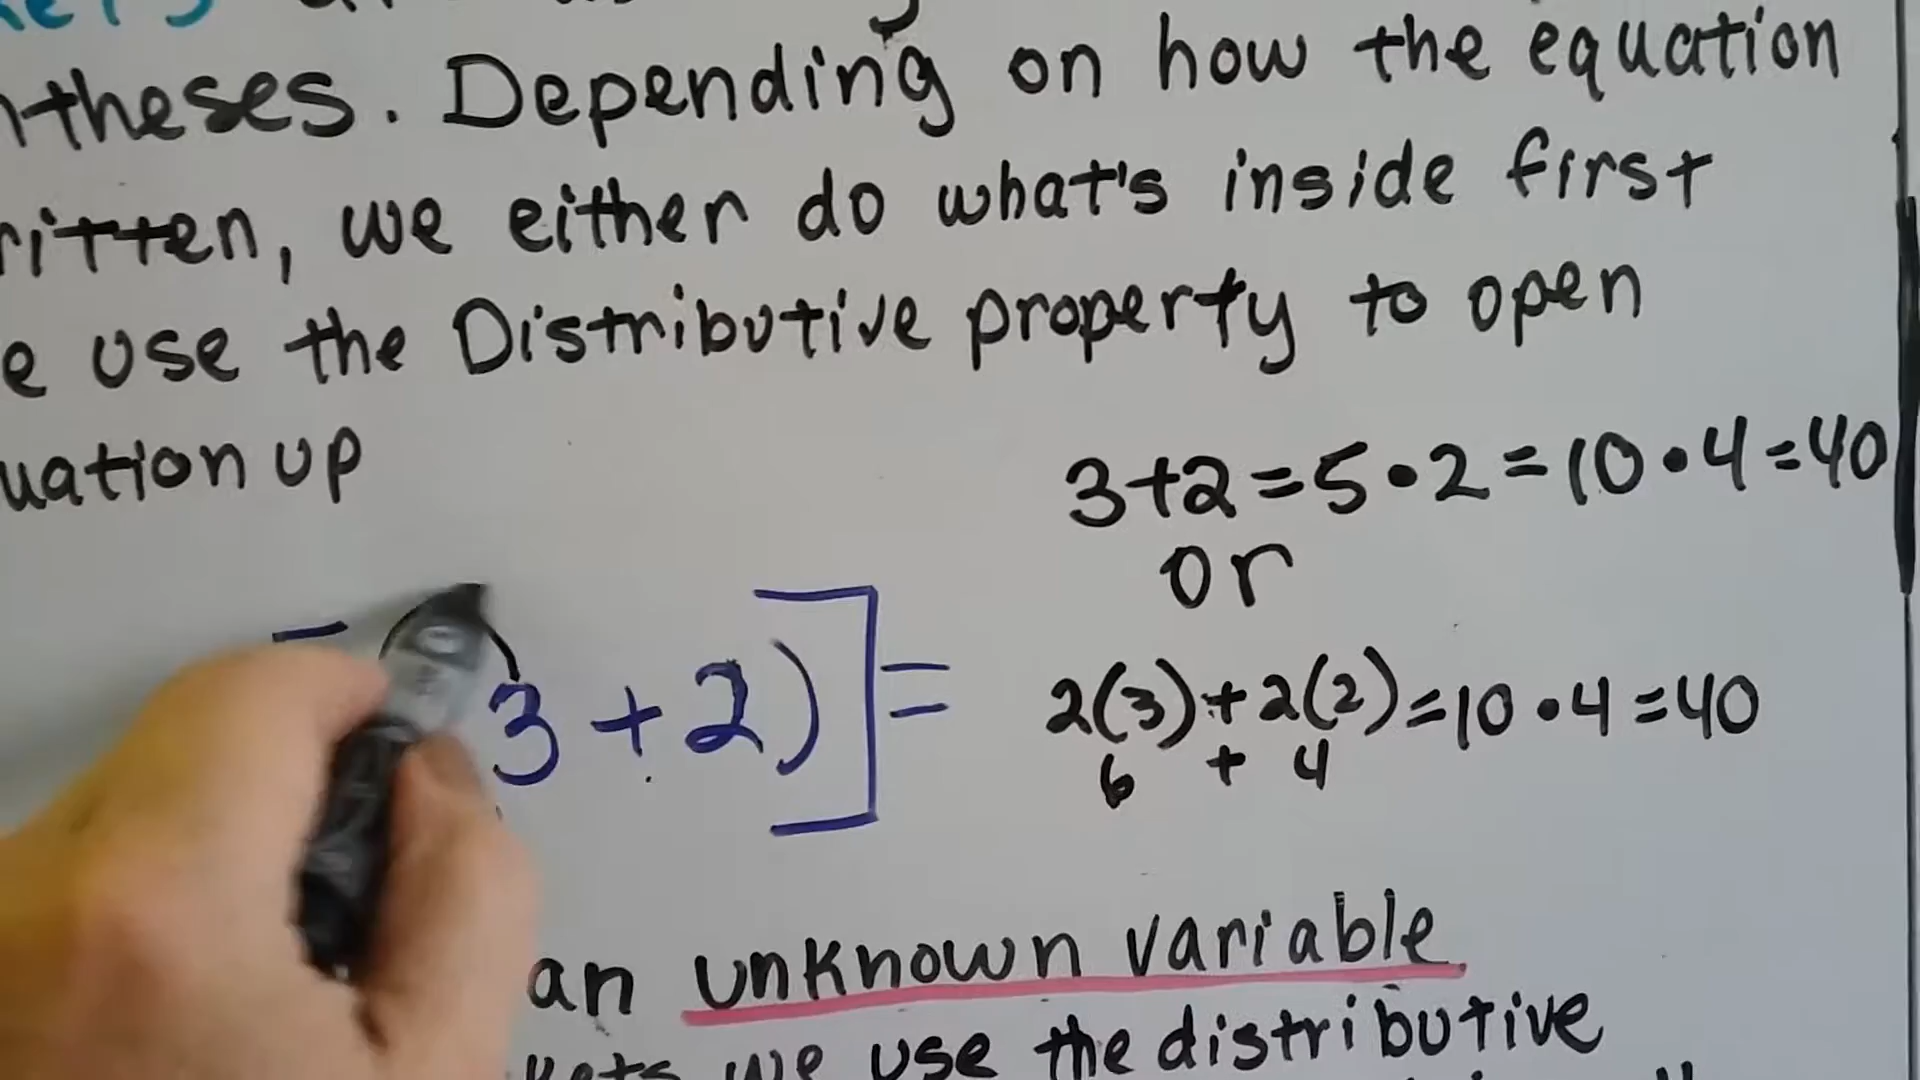 ntheses. Depending on how the equation
ritten, we either do what's inside first
e use the Distributive property to open
uation up
3+2=5•2=10•4=40
or
3+2)]=
2(3)+2(2)=10•4=40
6 + 4
an unknown variable
kets we use the distributive